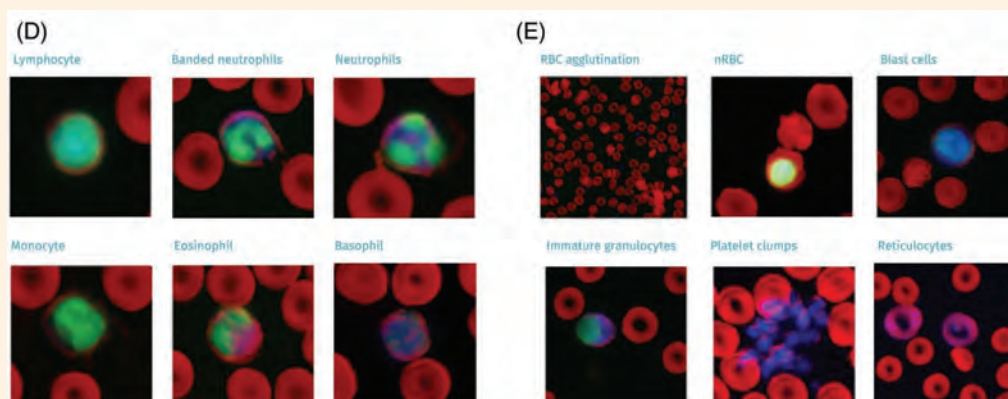 (D)
(E)
Lymphocyte
Banded neutrophils
Neutrophils
RBC agglutination
nRBC
Blast cells
Monocyte
Eosinophil
Basophil
Immature granulocytes
Platelet clumps
Reticulocytes